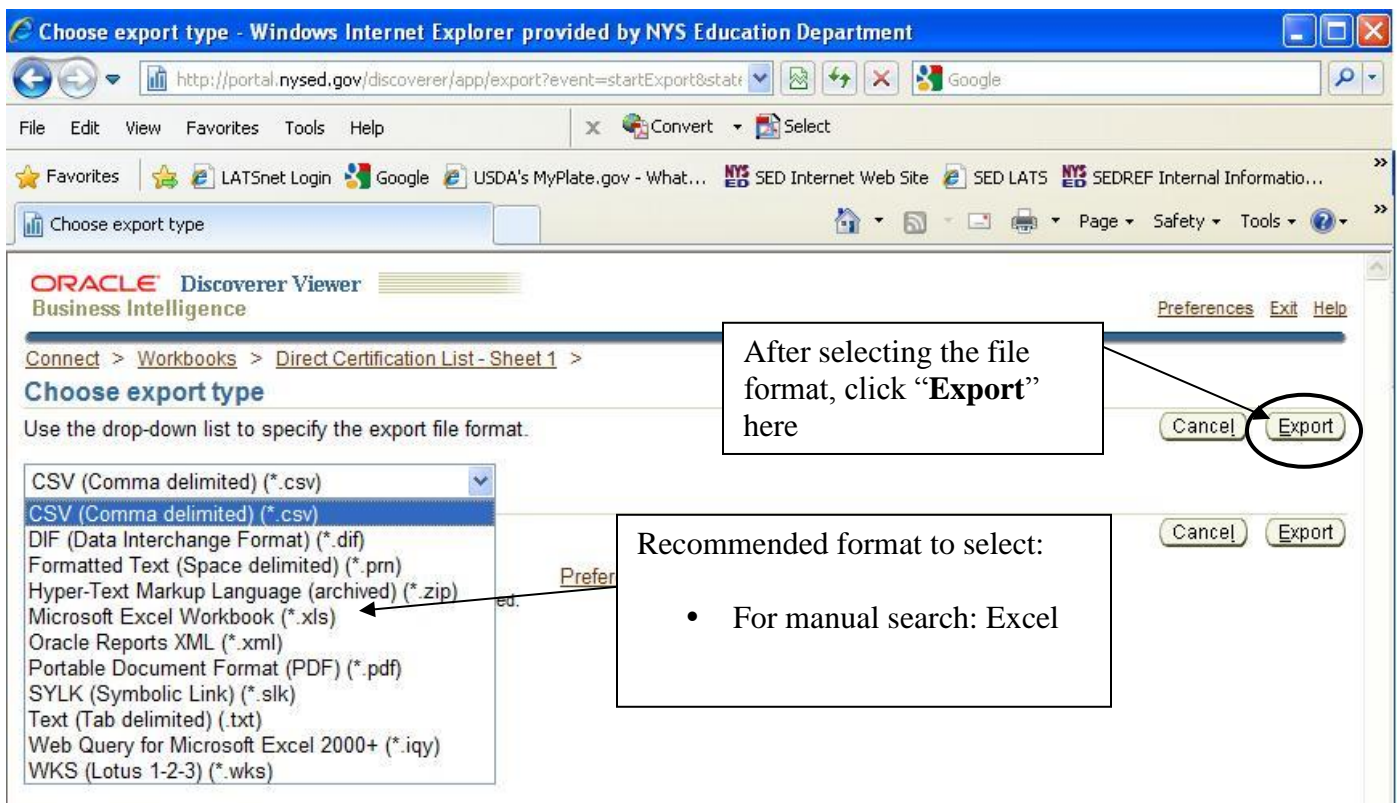 Choose export type - Windows Internet Explorer provided by NYS Education Department
http://portal.nysed.gov/discoverer/app/export?event=startExport&state
Google
File Edit View Favorites Tools Help
x Convert Select
Favorites LATSnet Login Google USDA's MyPlate.gov - What... NYS ED SED Internet Web Site SED LATS NYS ED SEDREF Internal Informatio... »
Choose export type
Page Safety Tools »
ORACLE Discoverer Viewer
Business Intelligence
Preferences Exit Help
Connect > Workbooks > Direct Certification List - Sheet 1 >
Choose export type
Use the drop-down list to specify the export file format.
After selecting the file
format, click “Export”
here
Cancel Export
CSV (Comma delimited) (*.csv)
CSV (Comma delimited) (*.csv)
DIF (Data Interchange Format) (*.dif)
Formatted Text (Space delimited) (*.prn)
Hyper-Text Markup Language (archived) (*.zip)
Microsoft Excel Workbook (*.xls)
Oracle Reports XML (*.xml)
Portable Document Format (PDF) (*.pdf)
SYLK (Symbolic Link) (*.slk)
Text (Tab delimited) (.txt)
Web Query for Microsoft Excel 2000+ (*.iqy)
WKS (Lotus 1-2-3) (*.wks)
Cancel Export
Recommended format to select:
• For manual search: Excel